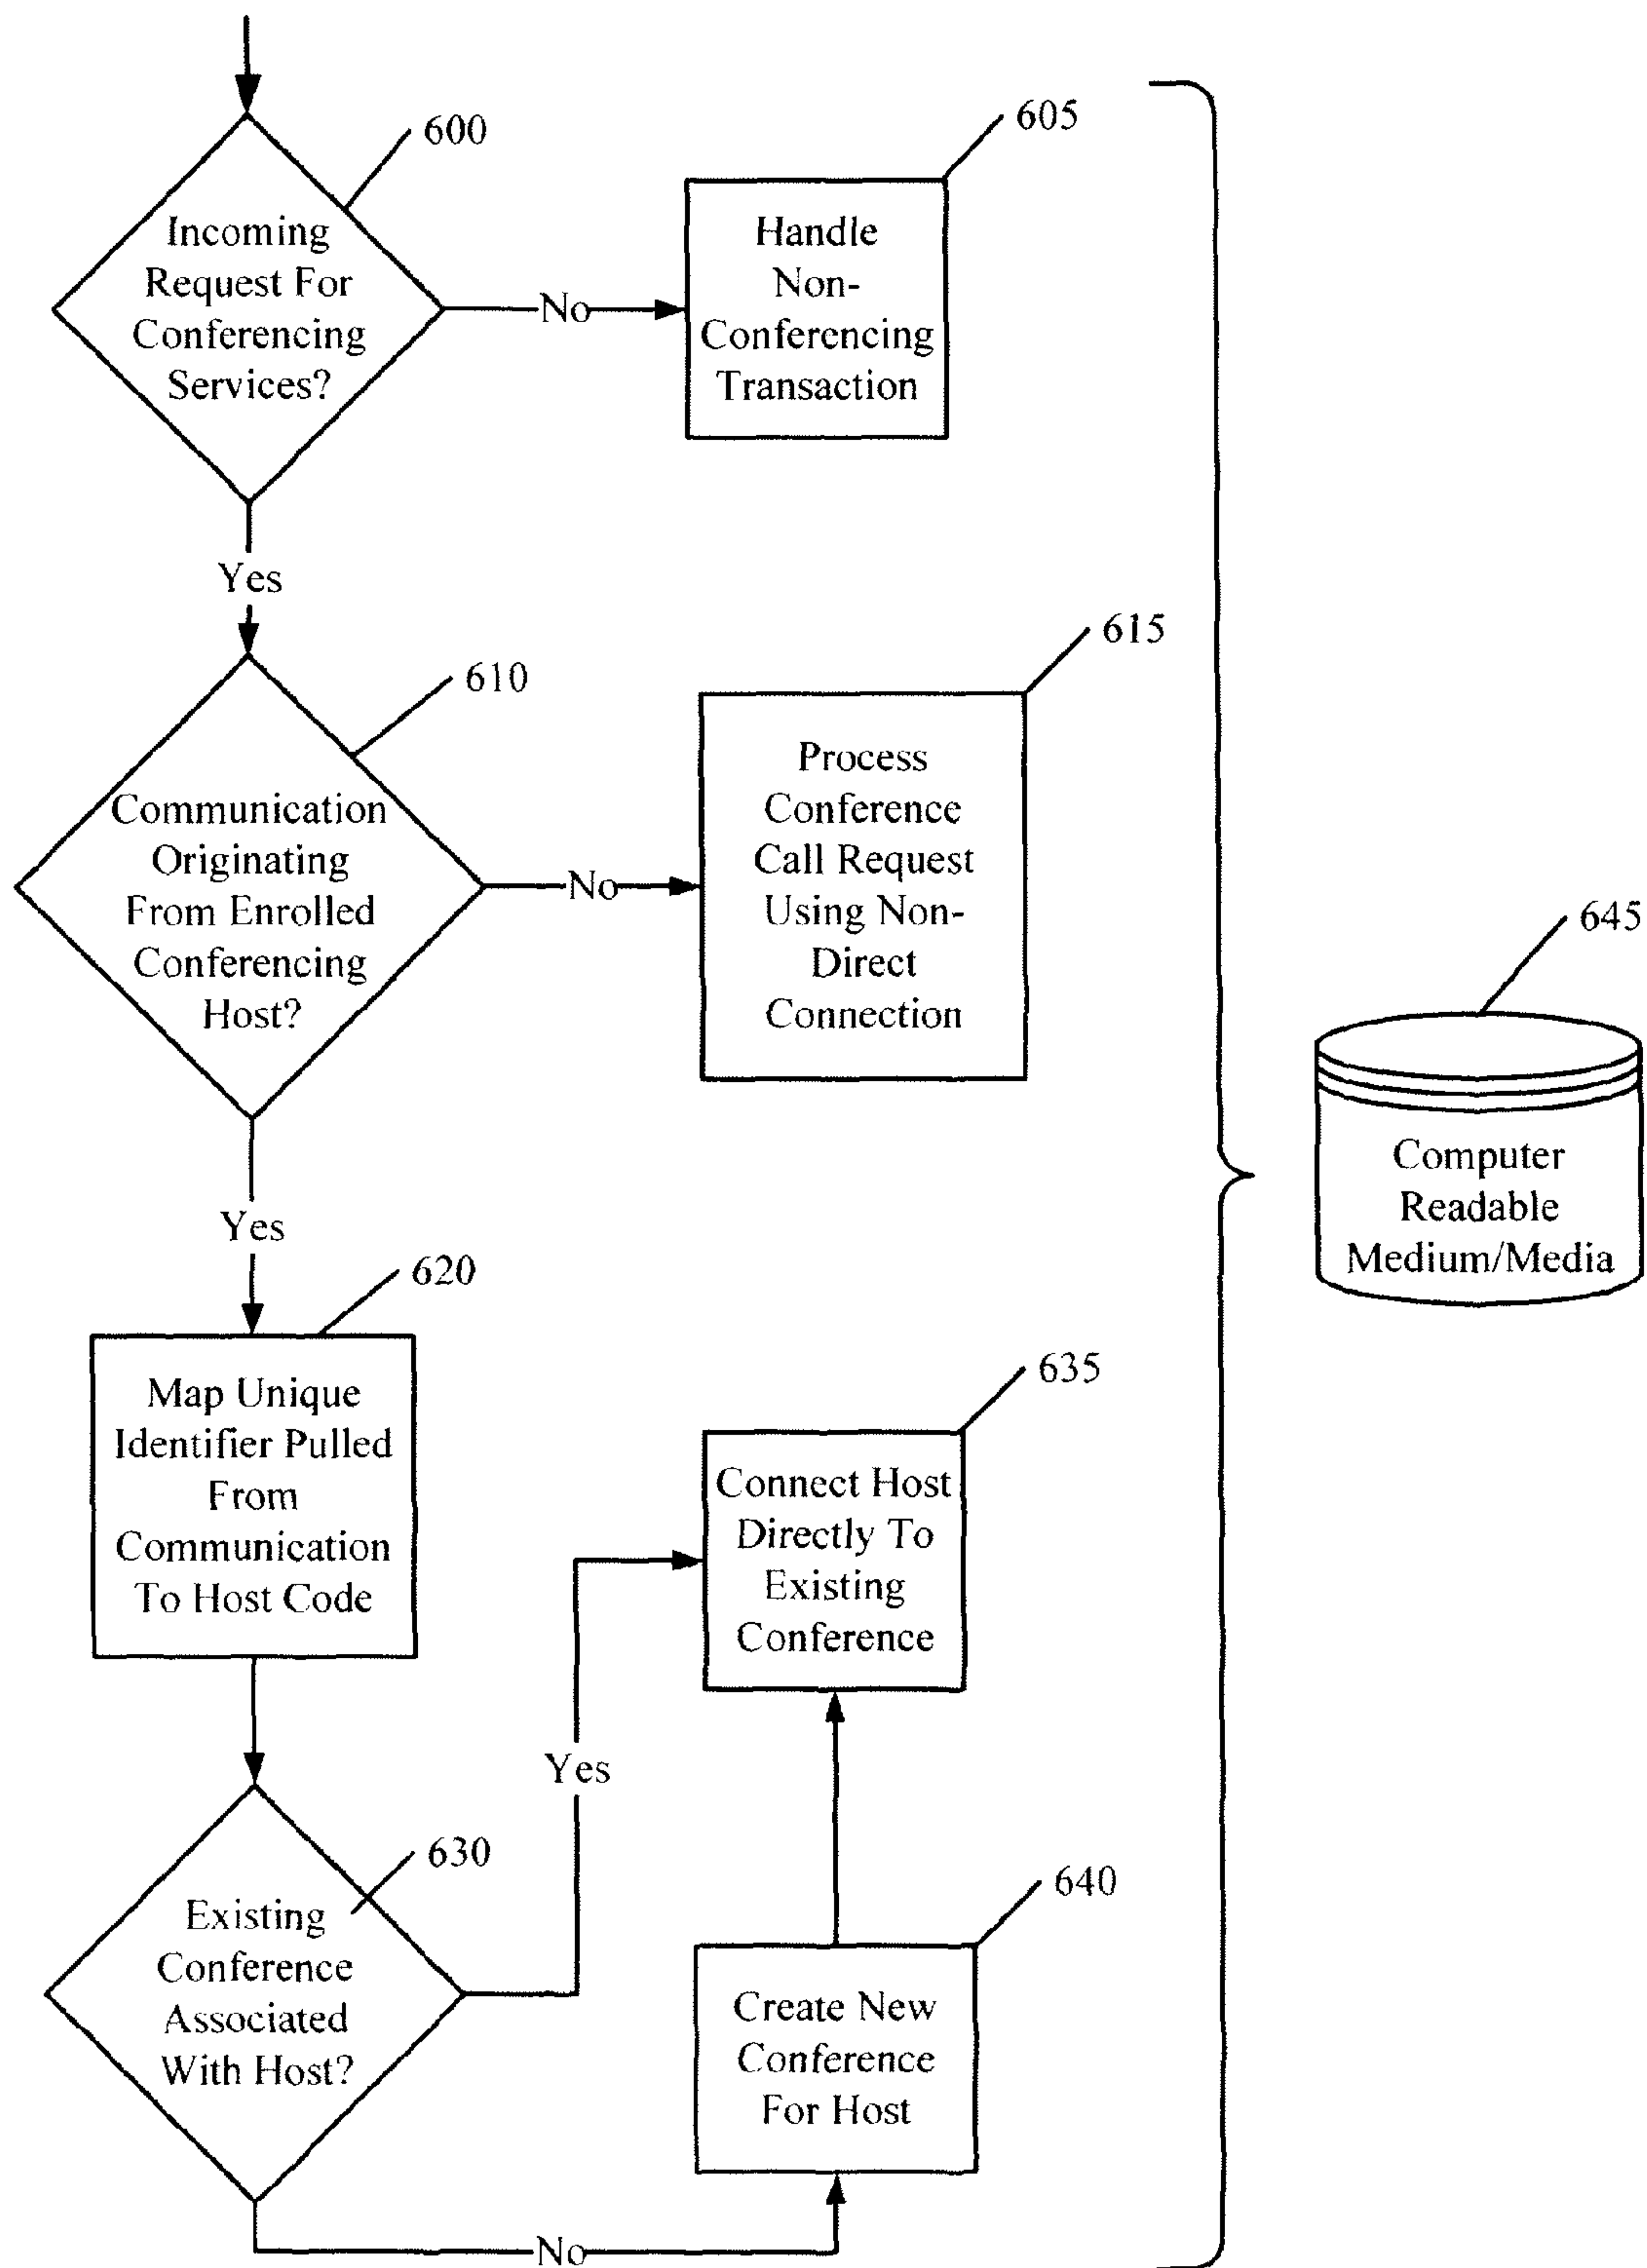 600
Incoming
Request For
Conferencing
Services?
No
605
Handle
Non-
Conferencing
Transaction
Yes
610
Communication
Originating
From Enrolled
Conferencing
Host?
No
615
Process
Conference
Call Request
Using Non-
Direct
Connection
Yes
620
Map Unique
Identifier Pulled
From
Communication
To Host Code
630
Existing
Conference
Associated
With Host?
Yes
635
Connect Host
Directly To
Existing
Conference
640
Create New
Conference
For Host
No
645
Computer
Readable
Medium/Media